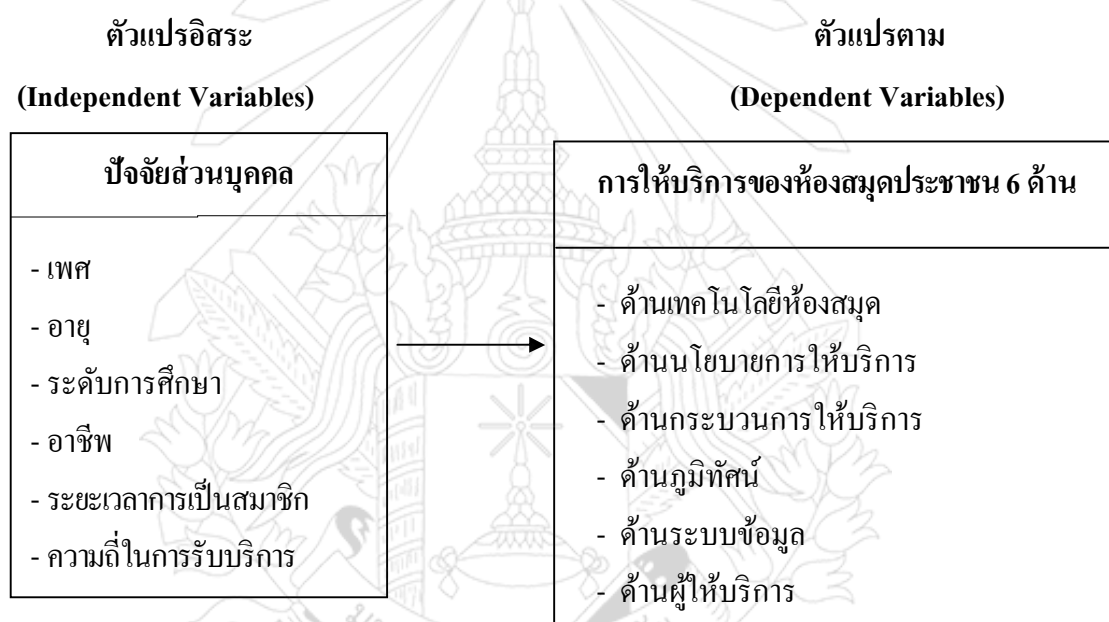 ตัวแปรอิสระ
(Independent Variables)
ปัจจัยส่วนบุคคล
- เพศ
- อายุ
- ระดับการศึกษา
- อาชีพ
- ระยะเวลาการเป็นสมาชิก
- ความถี่ในการรับบริการ
ตัวแปรตาม
(Dependent Variables)
การให้บริการของห้องสมุดประชาชน 6 ด้าน
- ด้านเทคโนโลยีห้องสมุด
- ด้านนโยบายการให้บริการ
- ด้านกระบวนการให้บริการ
- ด้านภูมิทัศน์
- ด้านระบบข้อมูล
- ด้านผู้ให้บริการ